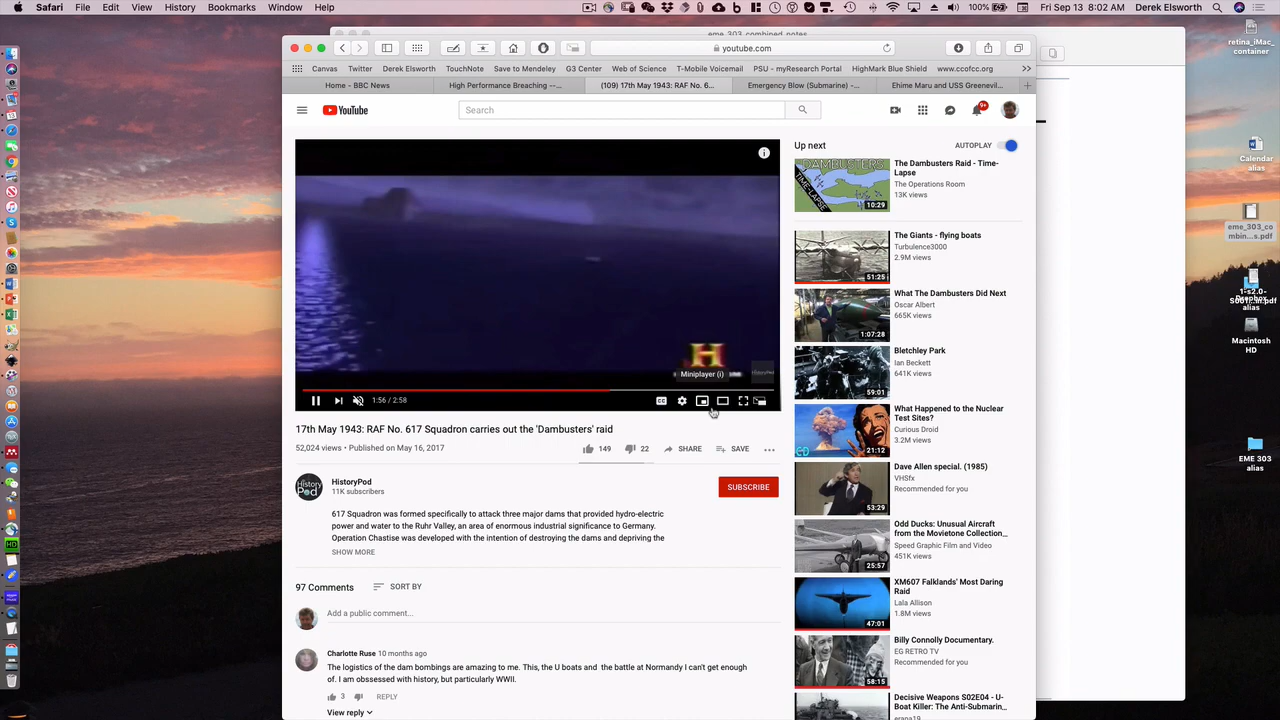 Safari File Edit View History Bookmarks Window Help
100% Fri Sep 13 8:02 AM Derek Elsworth
eme_303_combined_notes
youtube.com
Canvas Twitter Derek Elsworth TouchNote Save to Mendeley G3 Center Web of Science T-Mobile Voicemail PSU - myResearch Portal HighMark Blue Shield www.ccofcc.org
Home - BBC News High Performance Breaching --... (109) 17th May 1943: RAF No. 6... Emergency Blow (Submarine) -... Ehime Maru and USS Greenevil...
YouTube
Search
9+
Up next
AUTOPLAY
DAMBUSTERS
TIME-LAPSE
10:29
The Dambusters Raid - Time-
Lapse
The Operations Room
13K views
51:25
The Giants - flying boats
Turbulence3000
2.9M views
1:07:28
What The Dambusters Did Next
Oscar Albert
665K views
59:01
Bletchley Park
Ian Beckett
641K views
CD
21:12
What Happened to the Nuclear
Test Sites?
Curious Droid
3.2M views
53:29
Dave Allen special. (1985)
VHSfx
Recommended for you
25:57
Odd Ducks: Unusual Aircraft
from the Movietone Collection...
Speed Graphic Film and Video
451K views
47:01
XM607 Falklands' Most Daring
Raid
Lala Allison
1.8M views
58:15
Billy Connolly Documentary.
EG RETRO TV
Recommended for you
Decisive Weapons S02E04 - U-
Boat Killer: The Anti-Submarin...
erapa19
H
Miniplayer (i)
1:56 / 2:58
17th May 1943: RAF No. 617 Squadron carries out the 'Dambusters' raid
52,024 views • Published on May 16, 2017
149 22 SHARE SAVE
History
Pod
HistoryPod
11K subscribers
SUBSCRIBE
617 Squadron was formed specifically to attack three major dams that provided hydro-electric
power and water to the Ruhr Valley, an area of enormous industrial significance to Germany.
Operation Chastise was developed with the intention of destroying the dams and depriving the
SHOW MORE
97 Comments SORT BY
Add a public comment...
Charlotte Ruse 10 months ago
The logistics of the dam bombings are amazing to me. This, the U boats and the battle at Normandy I can't get enough
of. I am obssessed with history, but particularly WWII.
3 REPLY
View reply
retina_iMac_
container
Calendar
alias
eme_303_co
mbin...s.pdf
alias
Macintosh
HD
EME 303
alias